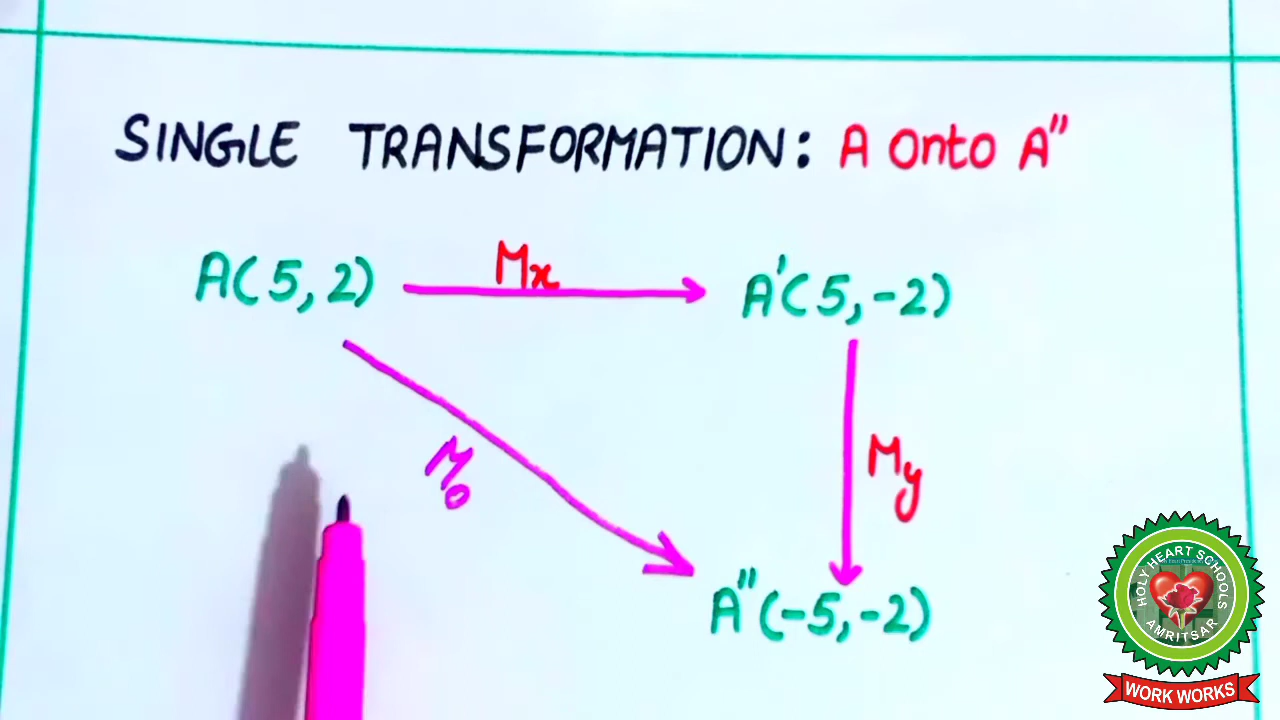 SINGLE TRANSFORMATION: A onto A"
A(5,2) Mx A'(5,-2)
Mo My
A"(-5,-2)
HOLY HEART SCHOOLS
AMRITSAR
WORK WORKS